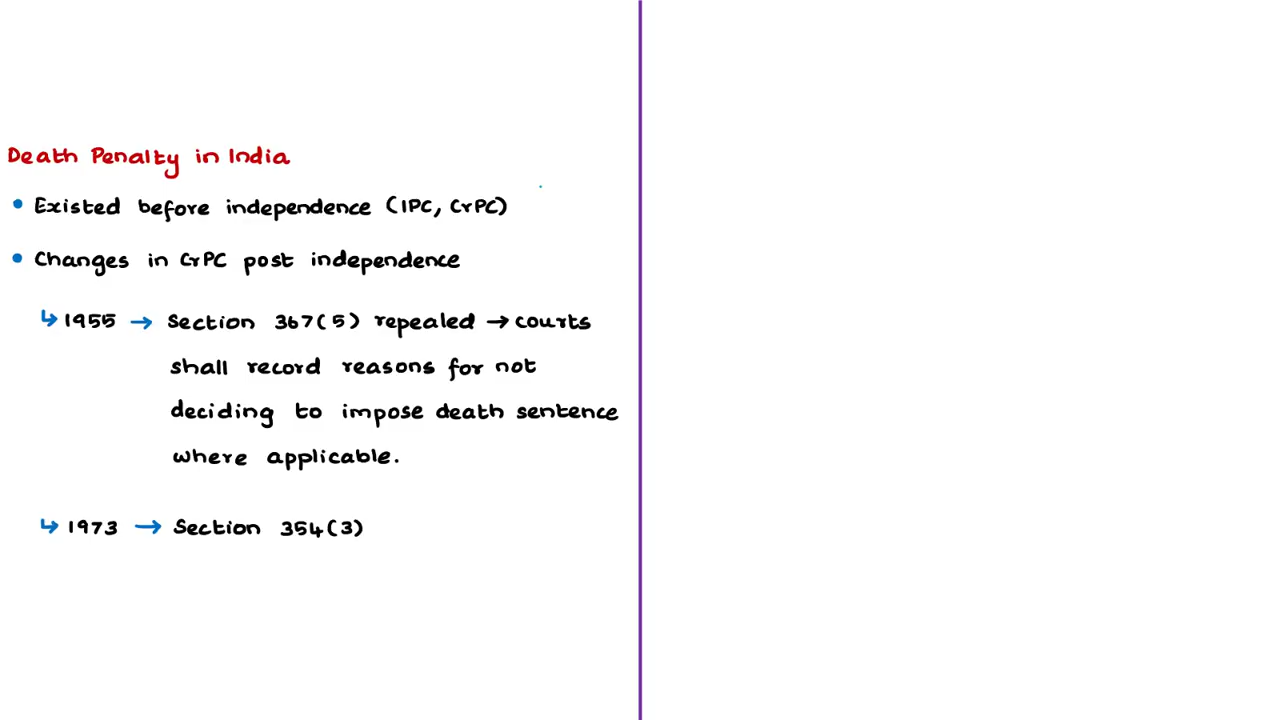 Death Penalty in India
• Existed before independence (IPC, CrPC)
• Changes in CrPC post independence
↳ 1955 → Section 367(5) repealed → courts
shall record reasons for not
deciding to impose death sentence
where applicable.
↳ 1973 → Section 354(3)